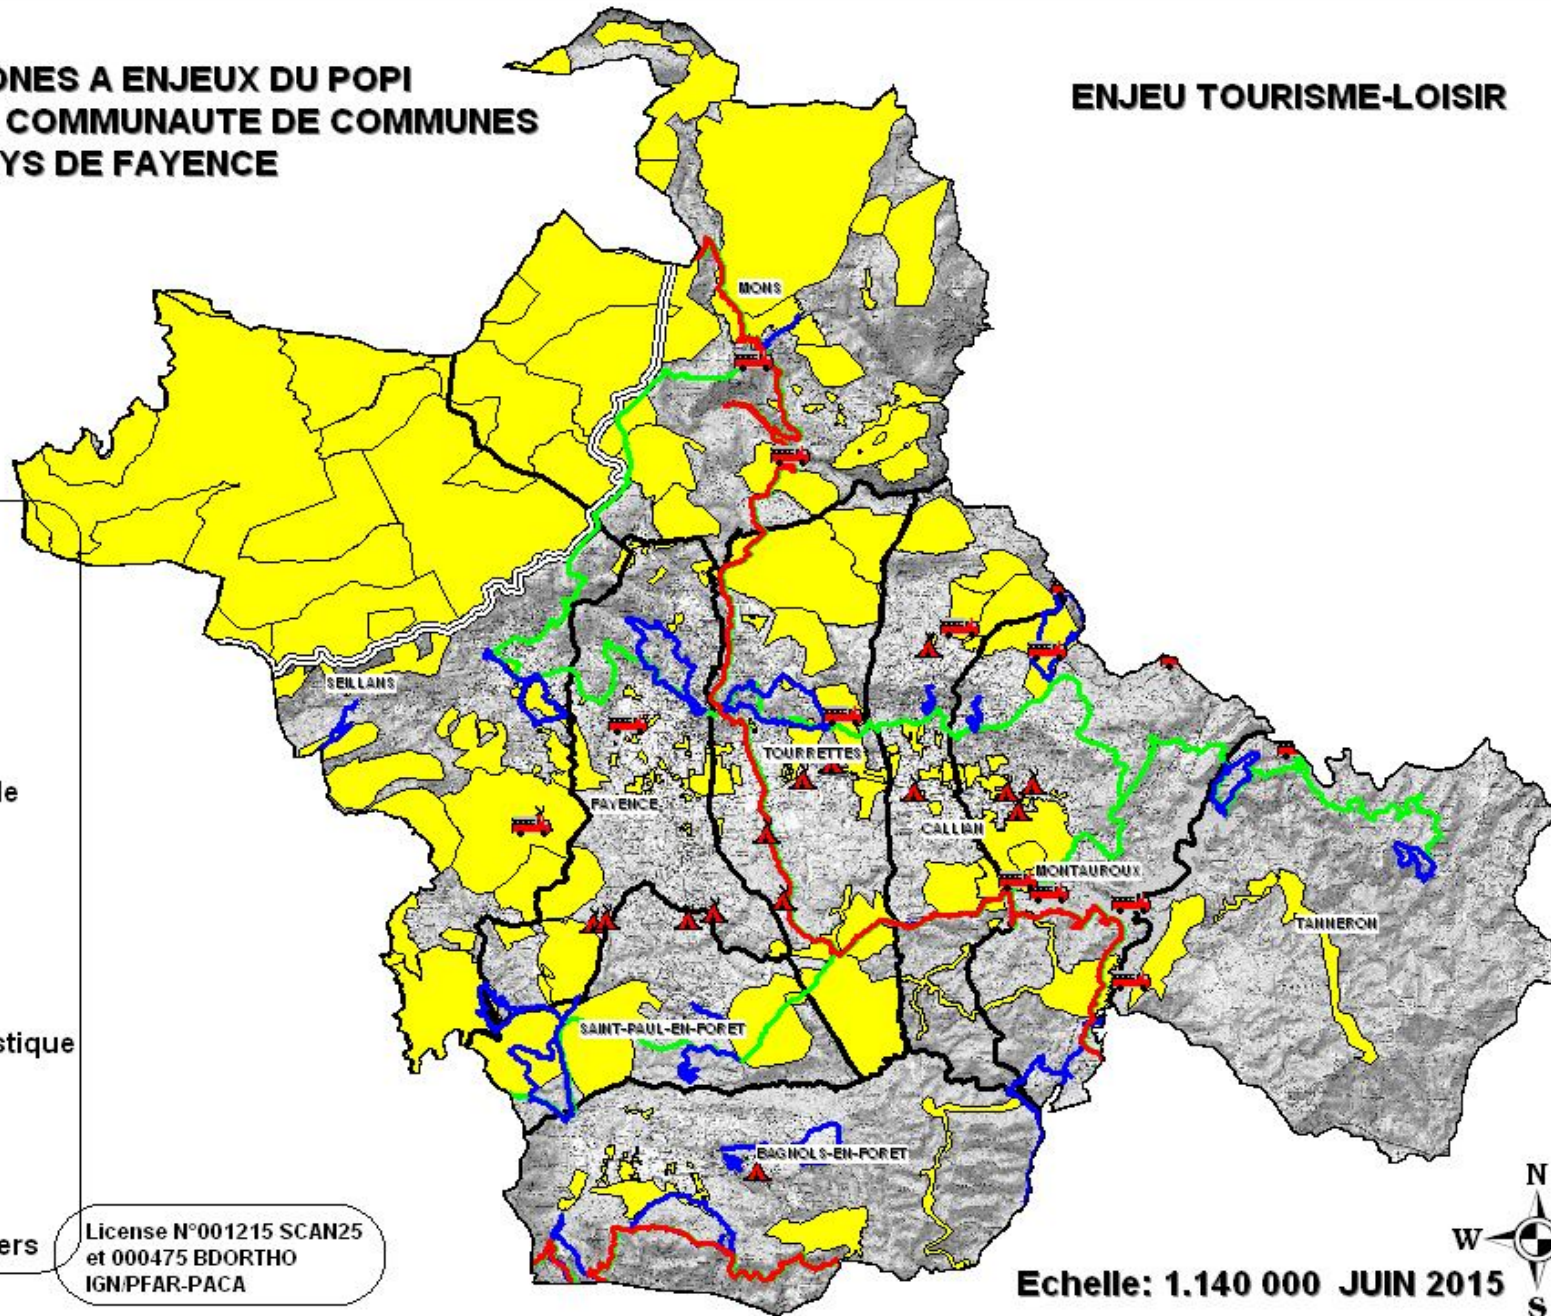 ONES A ENJEUX DU POPI
COMMUNAUTE DE COMMUNES
YS DE FAYENCE
ENJEU TOURISME-LOISIR
MONS
SEILLANS
TOURRETTES
FAYENCE
CALLIAN
MONTAUROUX
TANNERON
SAINT-PAUL-EN-FORET
BAGNOLS-EN-FORET
le
stique
ers
License N°001215 SCAN25
et 000475 BDORTHO
IGN/PFAR-PACA
Echelle: 1.140 000 JUIN 2015
N
W
S